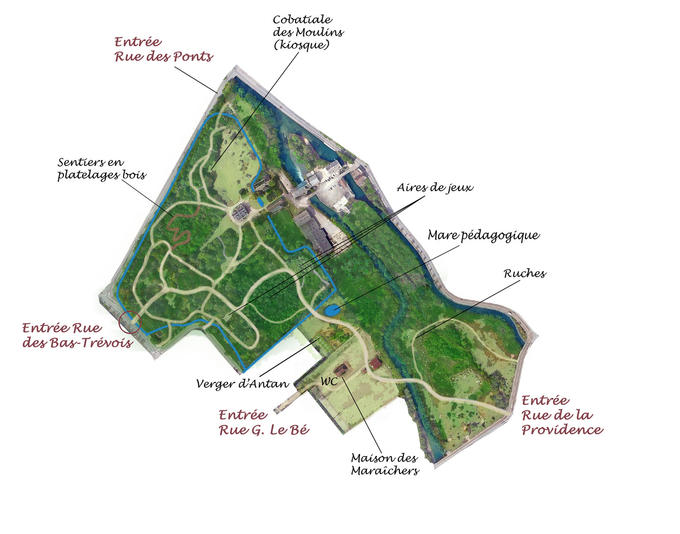 Cobatiale
des Moulins
(kiosque)
Entrée
Rue des Ponts
Sentiers en
platelages bois
Aires de jeux
Mare pédagogique
Ruches
Entrée Rue
des Bas-Trévois
Verger d'Antan
WC
Entrée
Rue G. Le Bé
Entrée
Rue de la
Providence
Maison des
Maraîchers